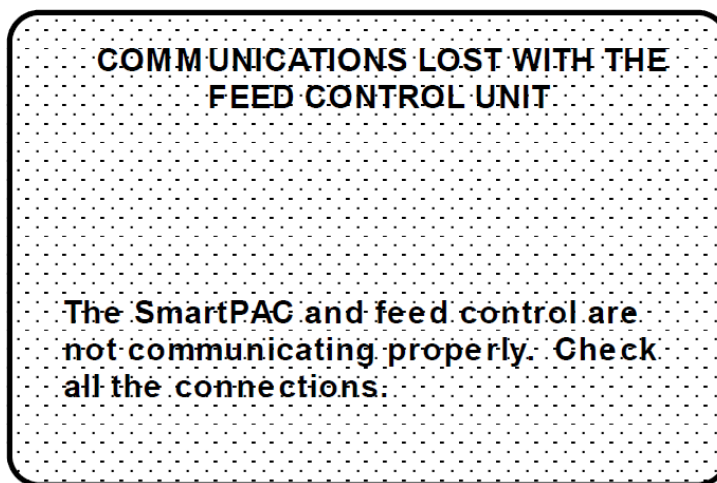 COMMUNICATIONS LOST WITH THE
FEED CONTROL UNIT
The SmartPAC and feed control are
not communicating properly. Check
all the connections.